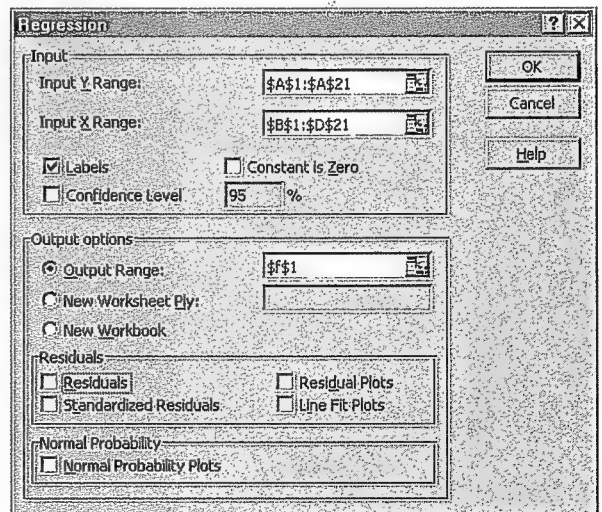 Regression
Input
Input Y Range: $A$1:$A$21
Input X Range: $B$1:$D$21
Labels Constant is Zero
Confidence Level 95 %
OK
Cancel
Help
Output options
Output Range: $f$1
New Worksheet Ply:
New Workbook
Residuals
Residuals Residual Plots
Standardized Residuals Line Fit Plots
Normal Probability
Normal Probability Plots